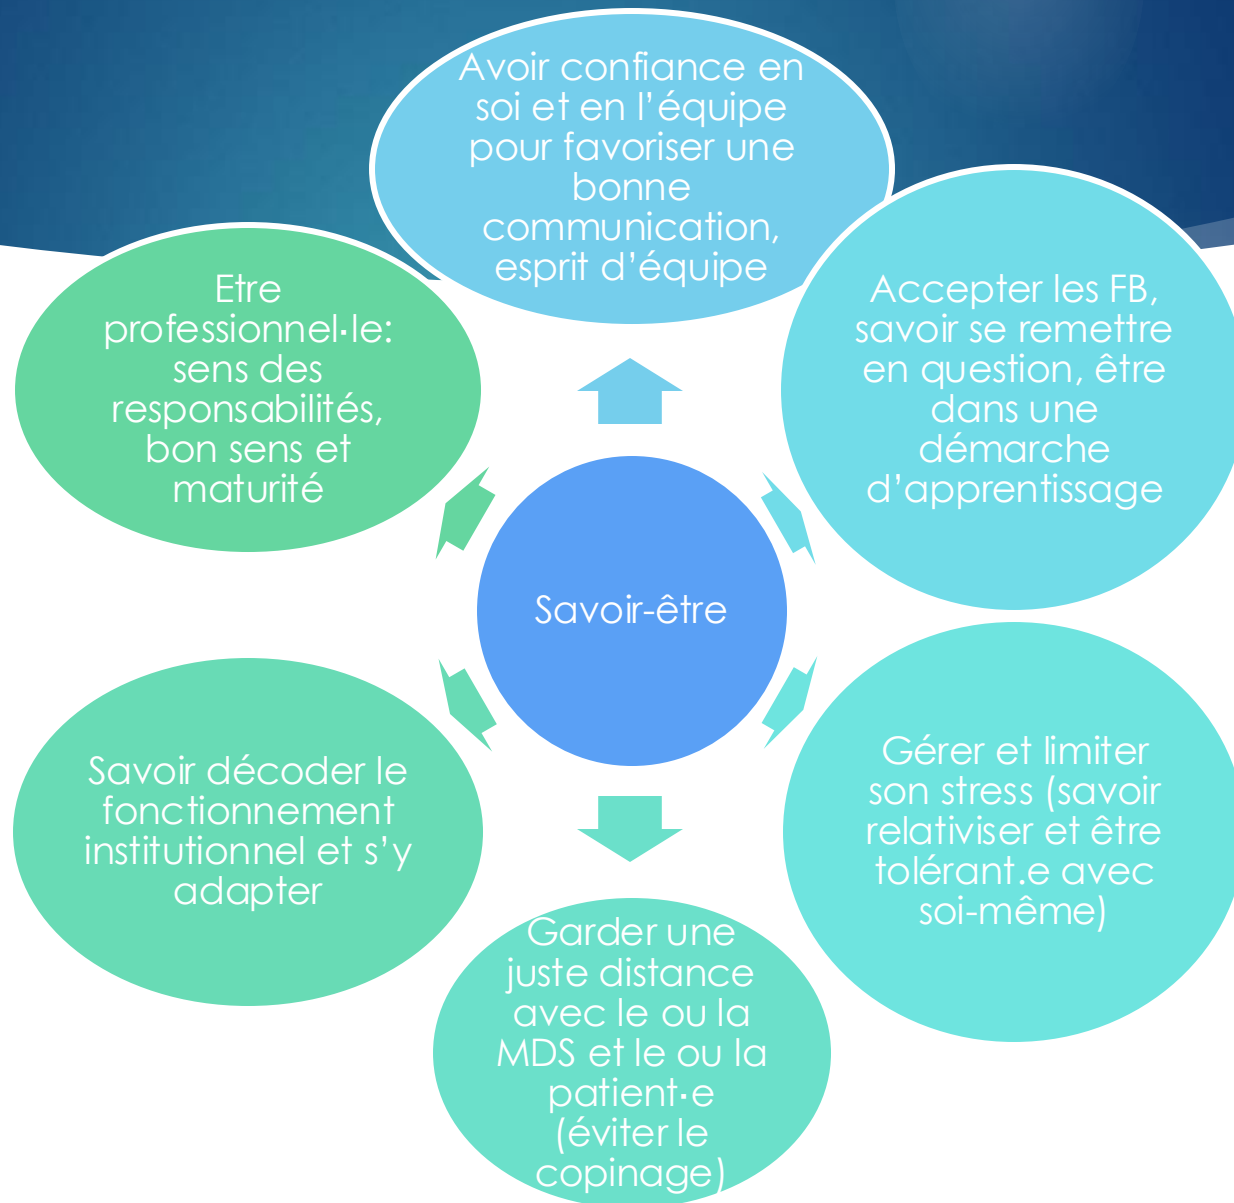 Avoir confiance en
soi et en l’équipe
pour favoriser une
bonne
communication,
esprit d’équipe
Accepter les FB,
savoir se remettre
en question, être
dans une
démarche
d’apprentissage
Gérer et limiter
son stress (savoir
relativiser et être
tolérant.e avec
soi-même)
Garder une
juste distance
avec le ou la
MDS et le ou la
patient·e
(éviter le
copinage)
Savoir décoder le
fonctionnement
institutionnel et s’y
adapter
Etre
professionnel·le:
sens des
responsabilités,
bon sens et
maturité
Savoir-être